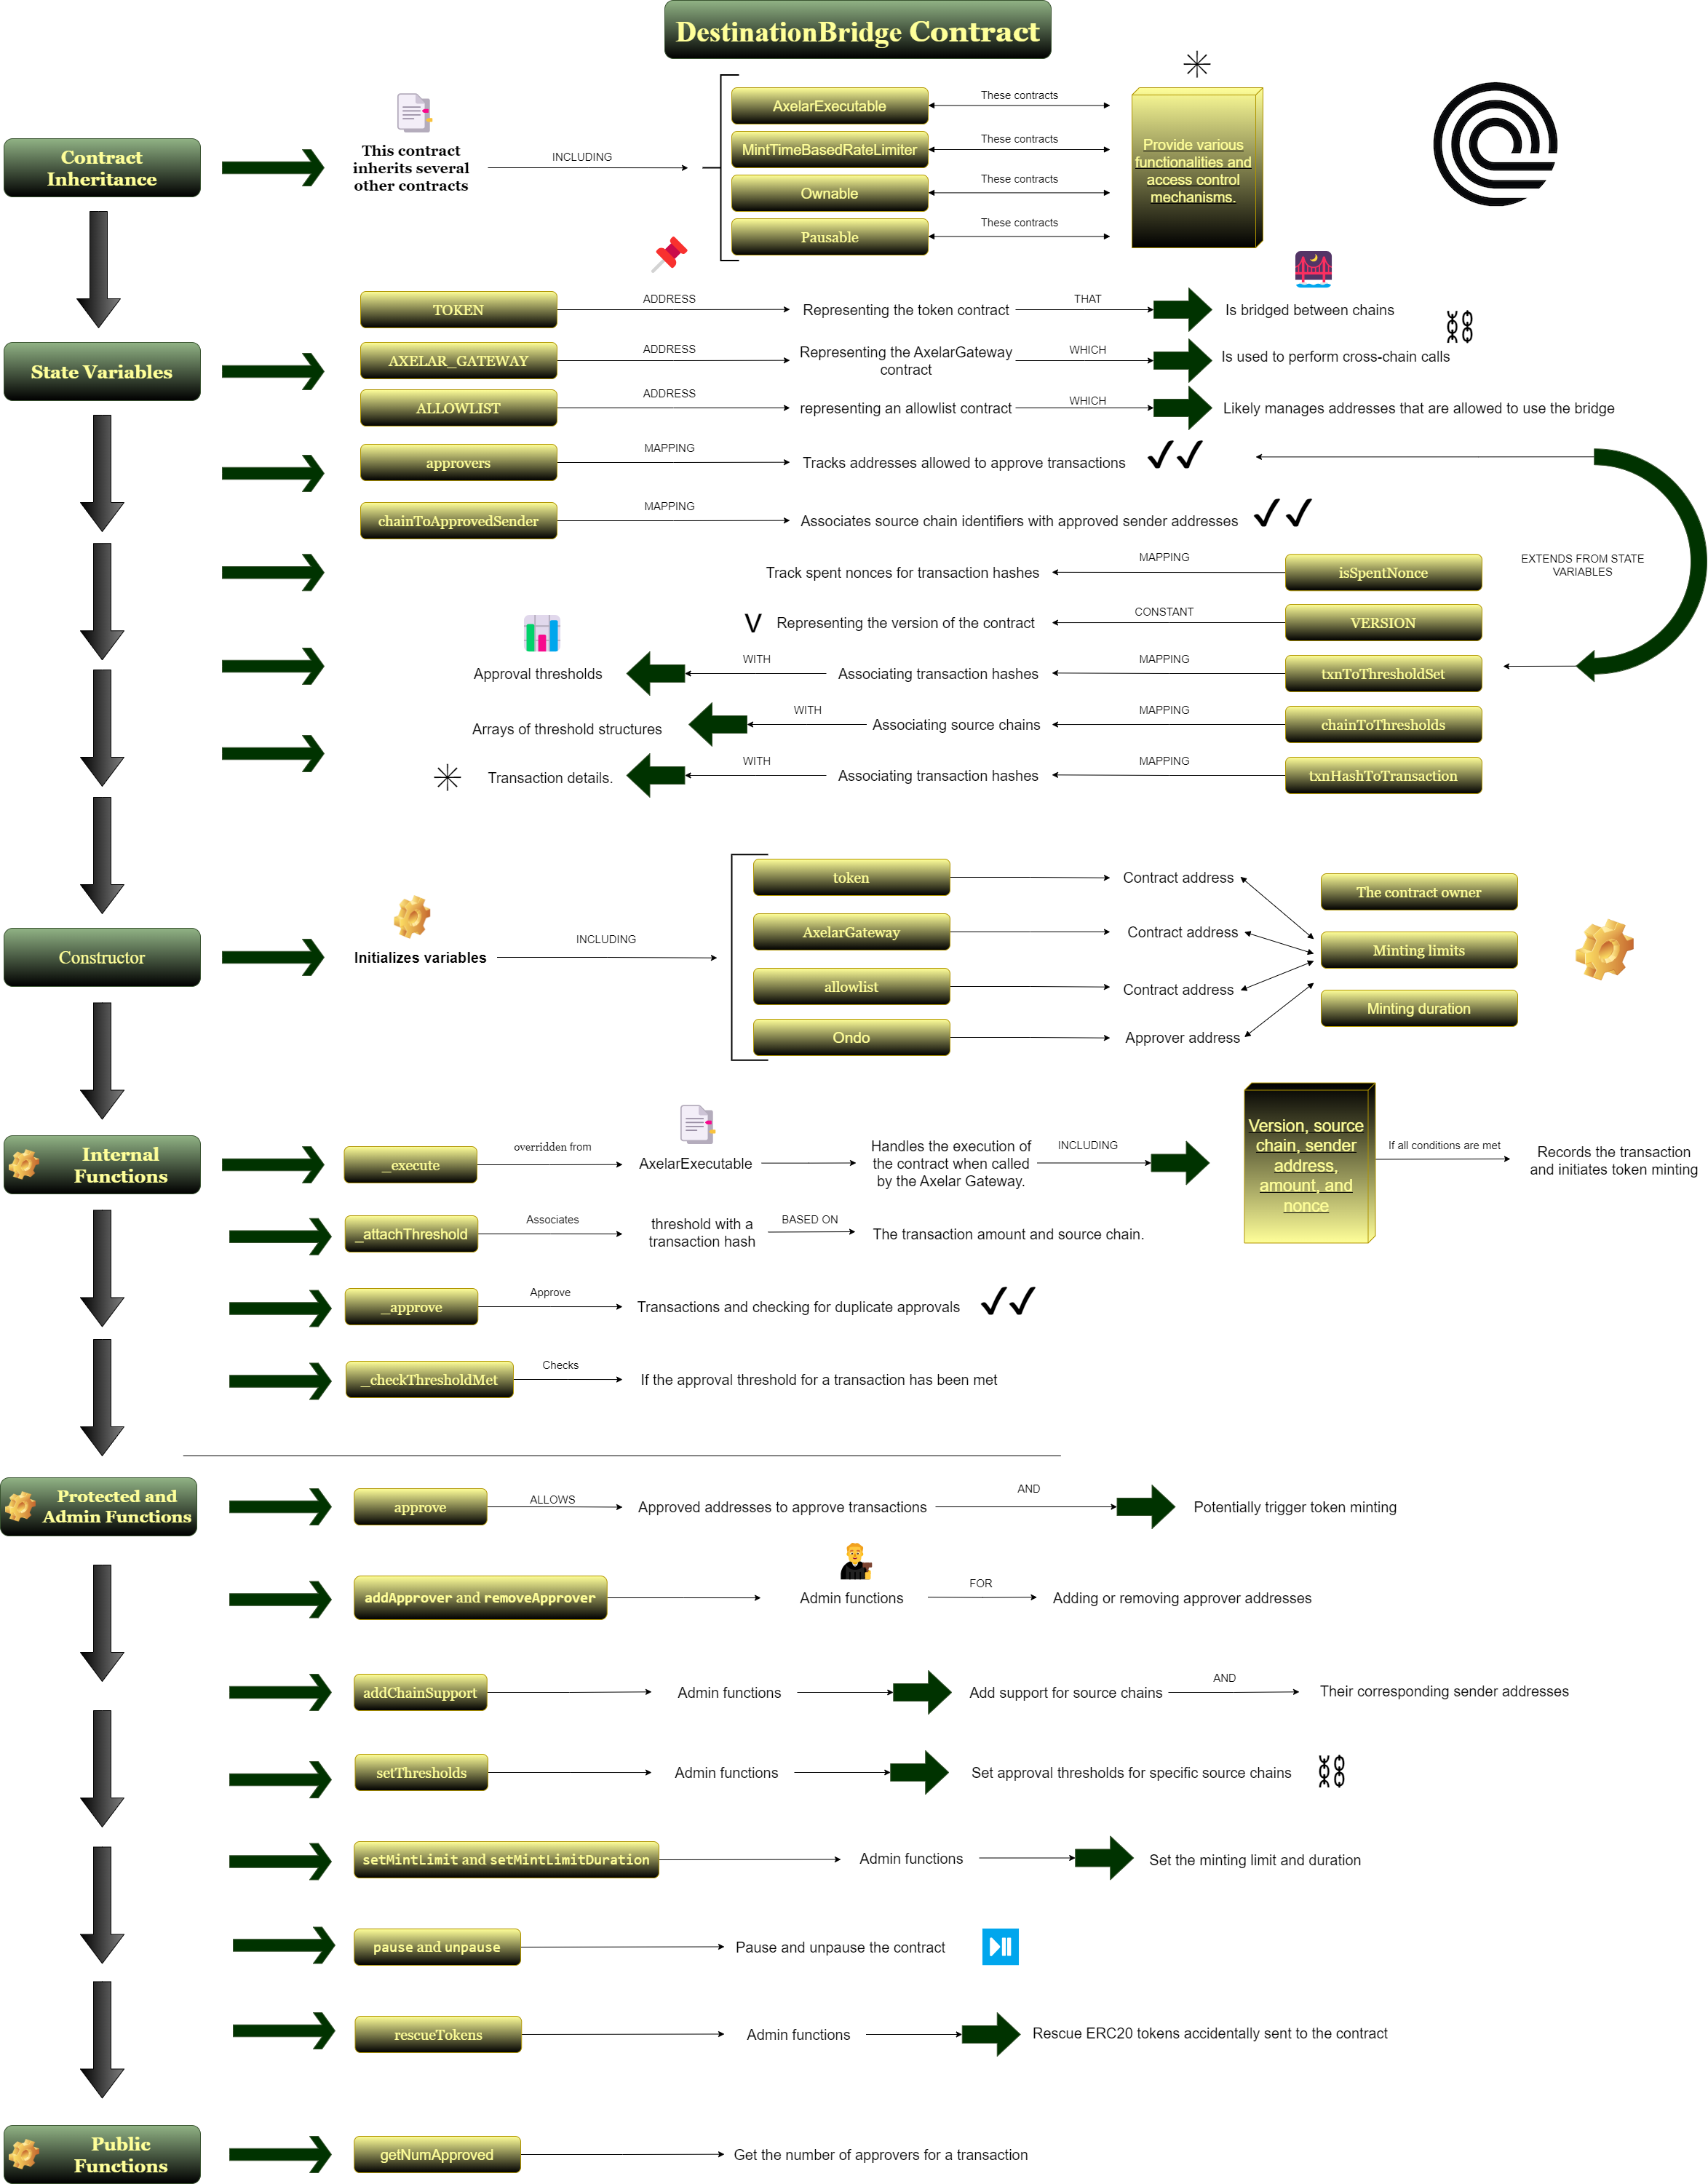 DestinationBridge Contract
Contract
Inheritance
This contract
inherits several
other contracts
INCLUDING
AxelarExecutable
MintTimeBasedRateLimiter
Ownable
Pausable
These contracts
These contracts
These contracts
These contracts
Provide various
functionalities and
access control
mechanisms.
State Variables
TOKEN
ADDRESS
Representing the token contract
THAT
Is bridged between chains
AXELAR_GATEWAY
ADDRESS
Representing the AxelarGateway
contract
WHICH
Is used to perform cross-chain calls
ALLOWLIST
ADDRESS
representing an allowlist contract
WHICH
Likely manages addresses that are allowed to use the bridge
approvers
MAPPING
Tracks addresses allowed to approve transactions
chainToApprovedSender
MAPPING
Associates source chain identifiers with approved sender addresses
EXTENDS FROM STATE
VARIABLES
Track spent nonces for transaction hashes
MAPPING
isSpentNonce
V
Representing the version of the contract
CONSTANT
VERSION
Approval thresholds
WITH
Associating transaction hashes
MAPPING
txnToThresholdSet
Arrays of threshold structures
WITH
Associating source chains
MAPPING
chainToThresholds
Transaction details.
WITH
Associating transaction hashes
MAPPING
txnHashToTransaction
Constructor
Initializes variables
INCLUDING
token
Contract address
AxelarGateway
Contract address
allowlist
Contract address
Ondo
Approver address
The contract owner
Minting limits
Minting duration
Internal
Functions
_execute
overridden from
AxelarExecutable
Handles the execution of
the contract when called
by the Axelar Gateway.
INCLUDING
Version, source
chain, sender
address,
amount, and
nonce
If all conditions are met
Records the transaction
and initiates token minting
_attachThreshold
Associates
threshold with a
transaction hash
BASED ON
The transaction amount and source chain.
_approve
Approve
Transactions and checking for duplicate approvals
_checkThresholdMet
Checks
If the approval threshold for a transaction has been met
Protected and
Admin Functions
approve
ALLOWS
Approved addresses to approve transactions
AND
Potentially trigger token minting
addApprover and removeApprover
Admin functions
FOR
Adding or removing approver addresses
addChainSupport
Admin functions
Add support for source chains
AND
Their corresponding sender addresses
setThresholds
Admin functions
Set approval thresholds for specific source chains
setMintLimit and setMintLimitDuration
Admin functions
Set the minting limit and duration
pause and unpause
Pause and unpause the contract
rescueTokens
Admin functions
Rescue ERC20 tokens accidentally sent to the contract
Public
Functions
getNumApproved
Get the number of approvers for a transaction